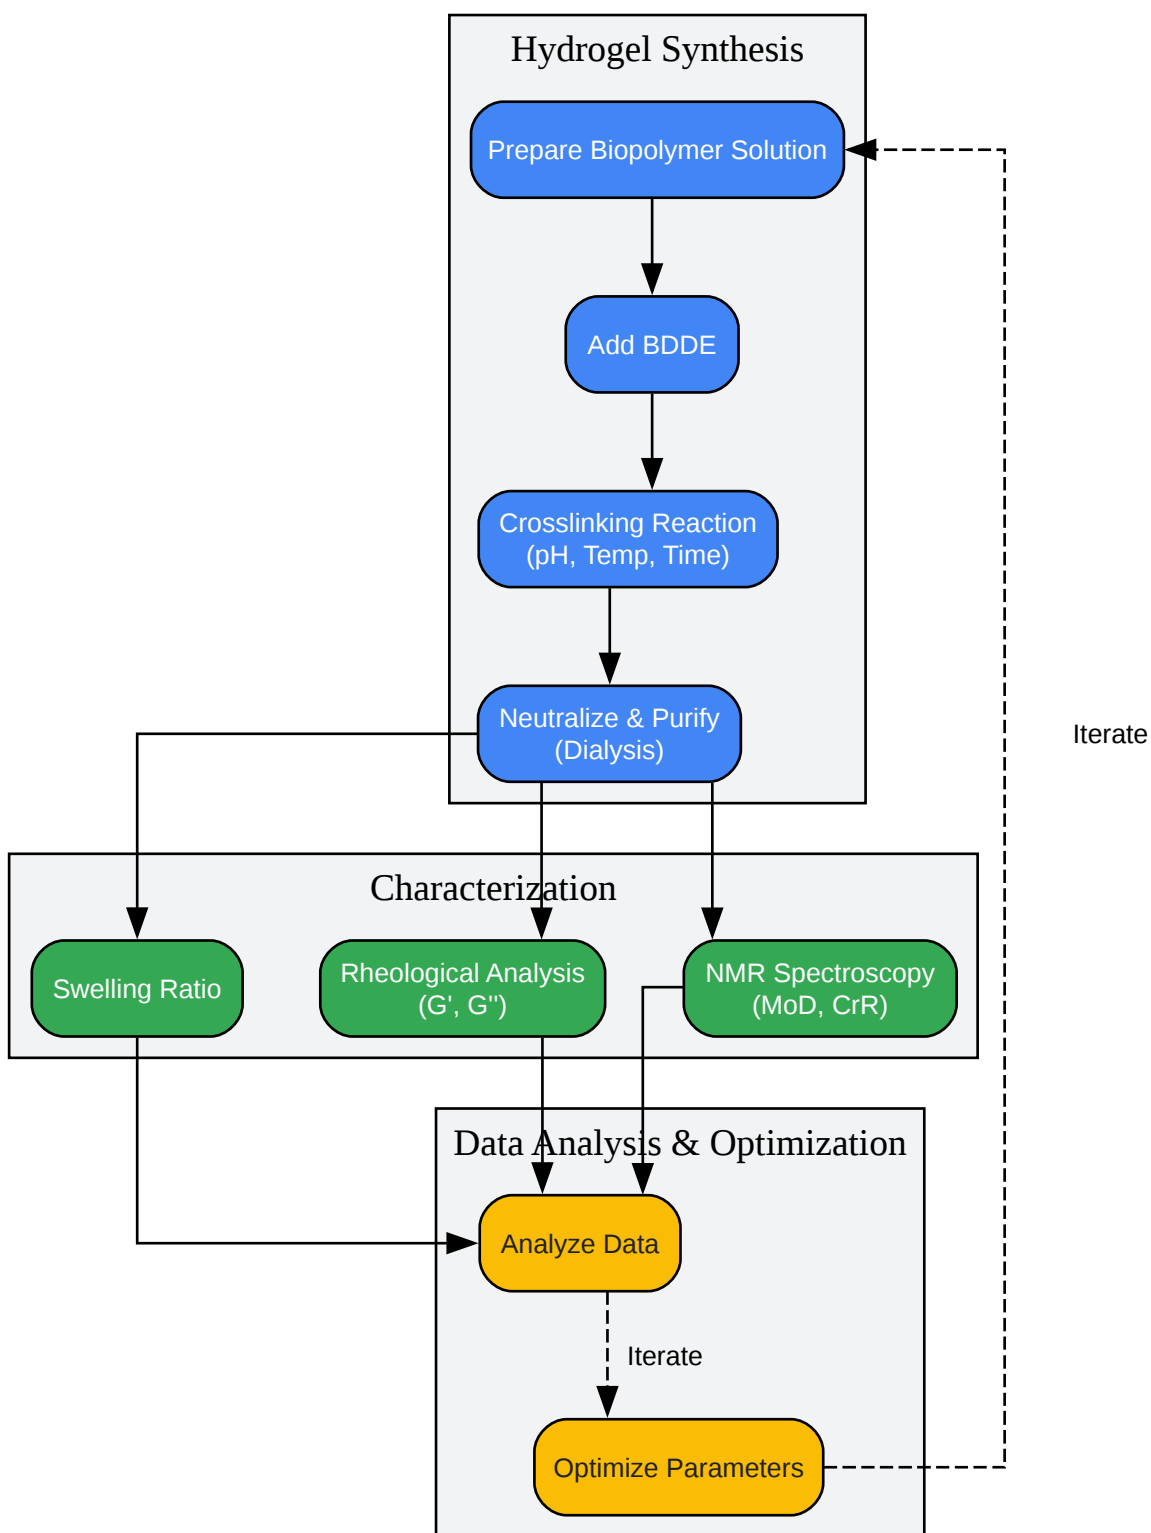 Hydrogel Synthesis
Prepare Biopolymer Solution
Add BDDE
Crosslinking Reaction
(pH, Temp, Time)
Neutralize & Purify
(Dialysis)
Iterate
Characterization
Swelling Ratio
Rheological Analysis
(G', G'')
NMR Spectroscopy
(MoD, CrR)
Data Analysis & Optimization
Analyze Data
Iterate
Optimize Parameters